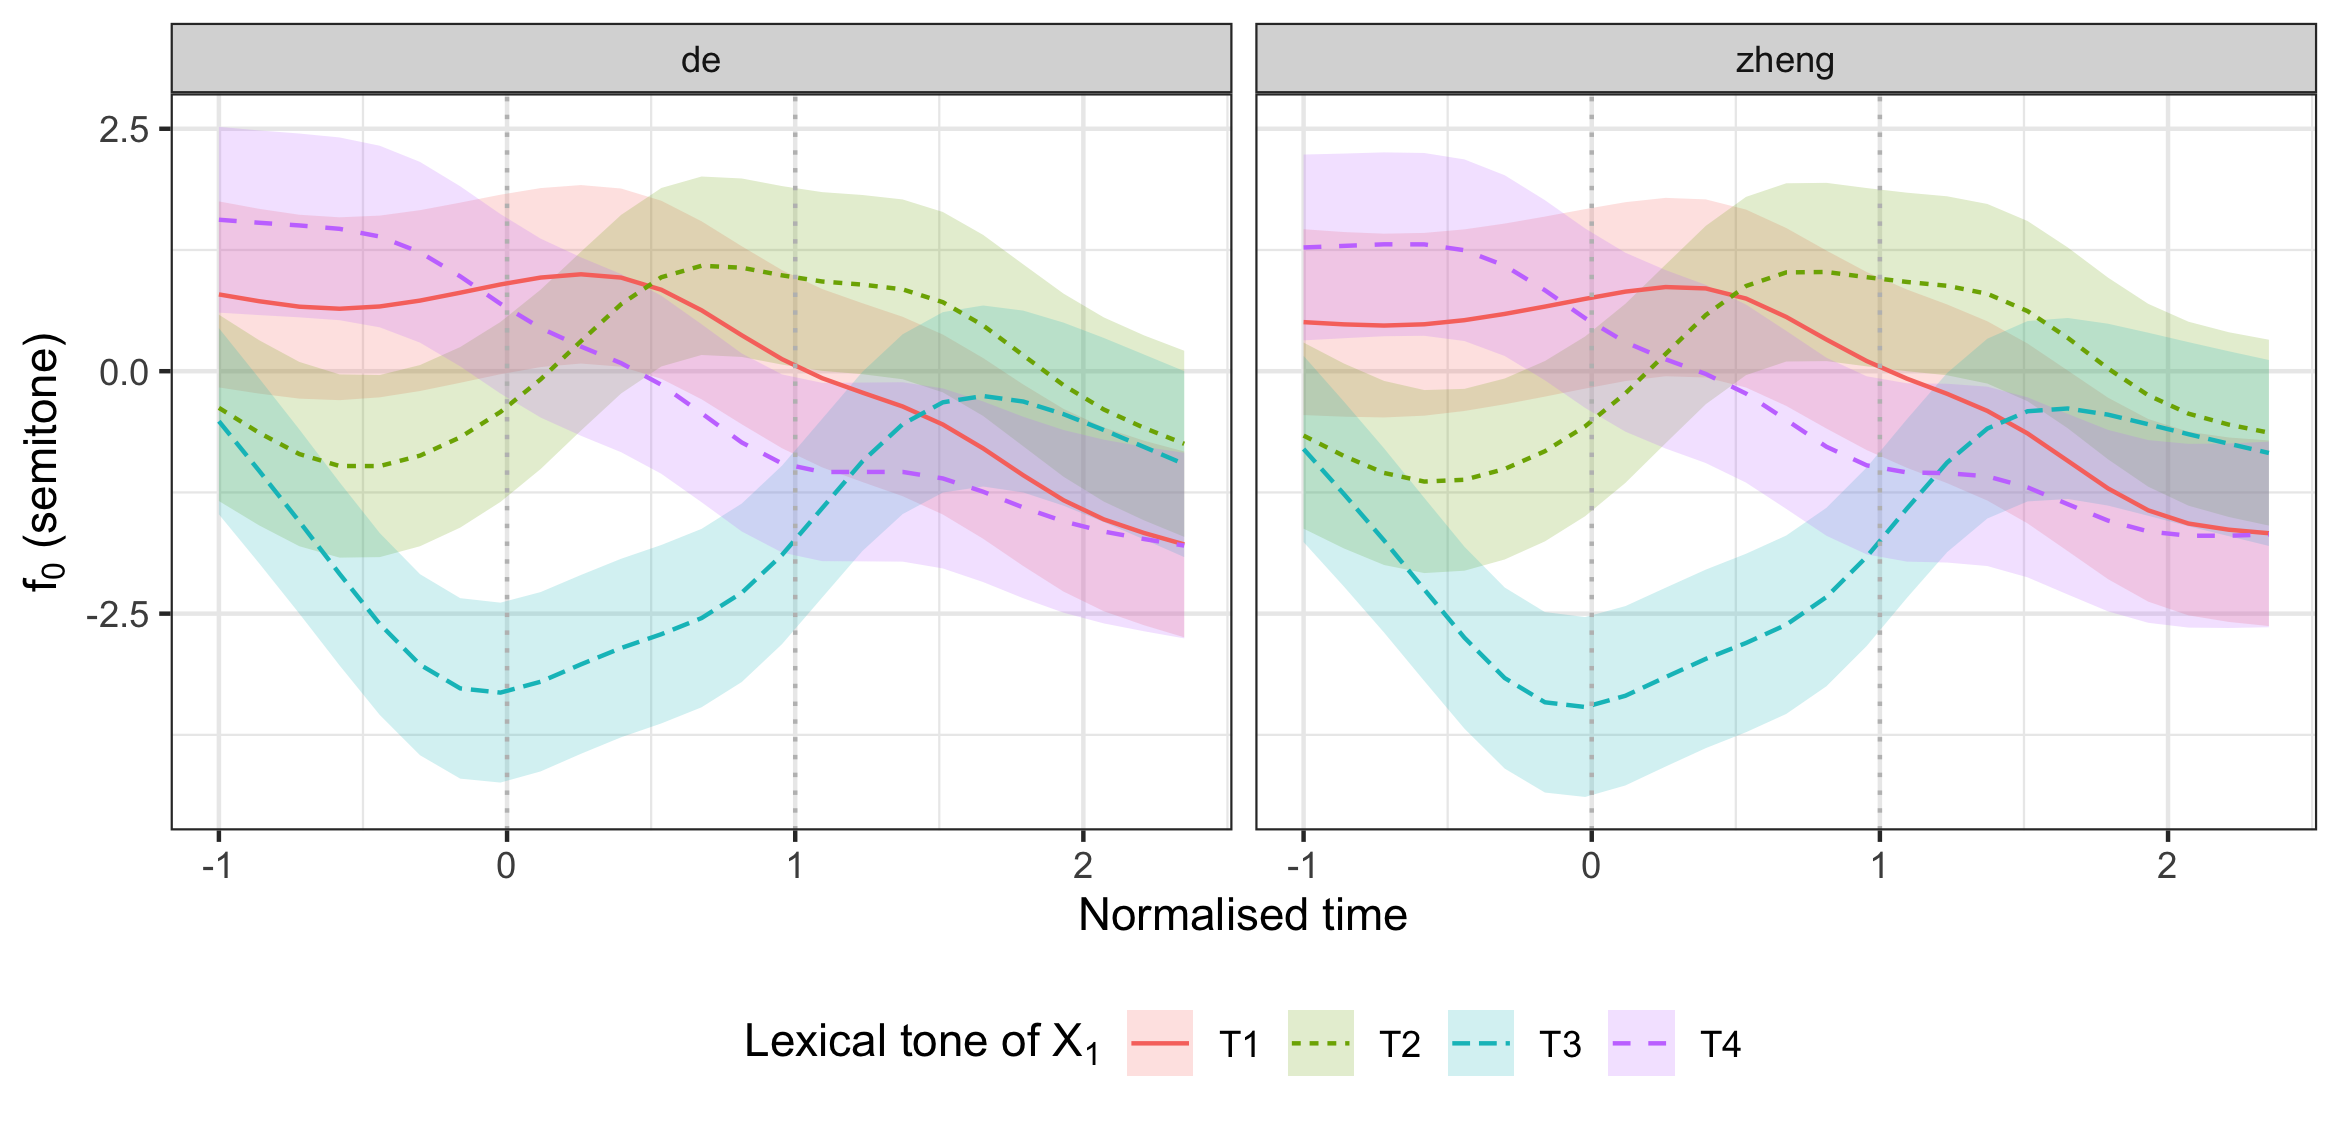 de zheng
2.5
0.0
-2.5
f0 (semitone)
-1 0 1 2 -1 0 1 2
Normalised time
Lexical tone of X1 T1 T2 T3 T4